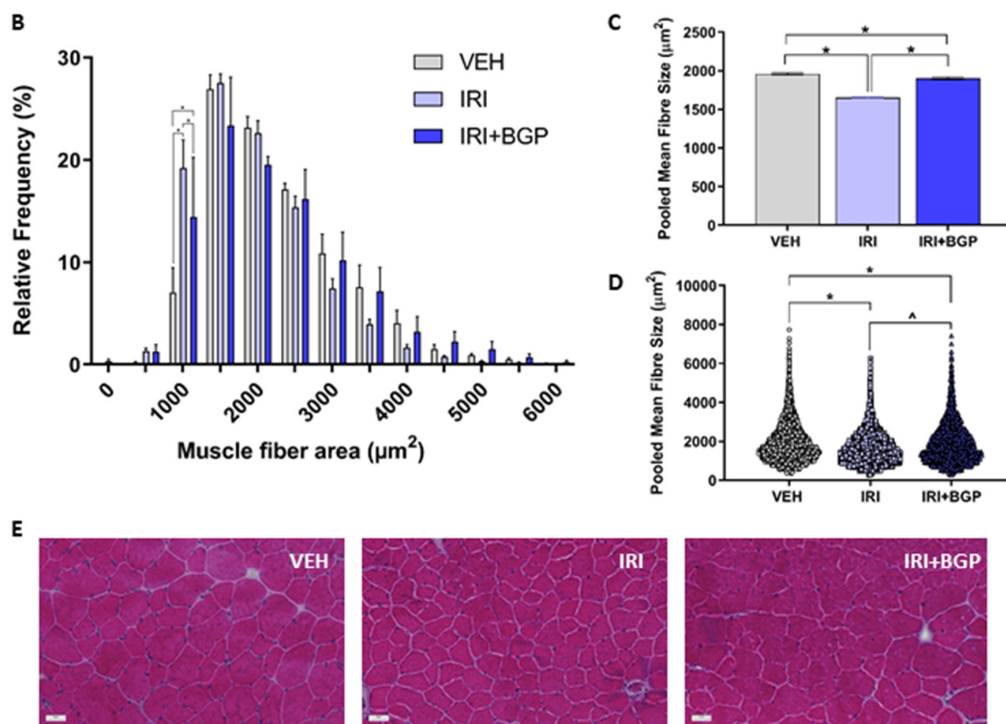 B
Relative Frequency (%)
30
20
10
0
VEH
IRI
IRI+BGP
* 
* *
0 1000 2000 3000 4000 5000 6000
Muscle fiber area (µm²)
C
Pooled Mean Fibre Size (µm²)
2500
2000
1500
1000
500
0
*
* *
VEH IRI IRI+BGP
D
Pooled Mean Fibre Size (µm²)
10000
8000
6000
4000
2000
0
*
*
^
VEH IRI IRI+BGP
E
VEH
IRI
IRI+BGP